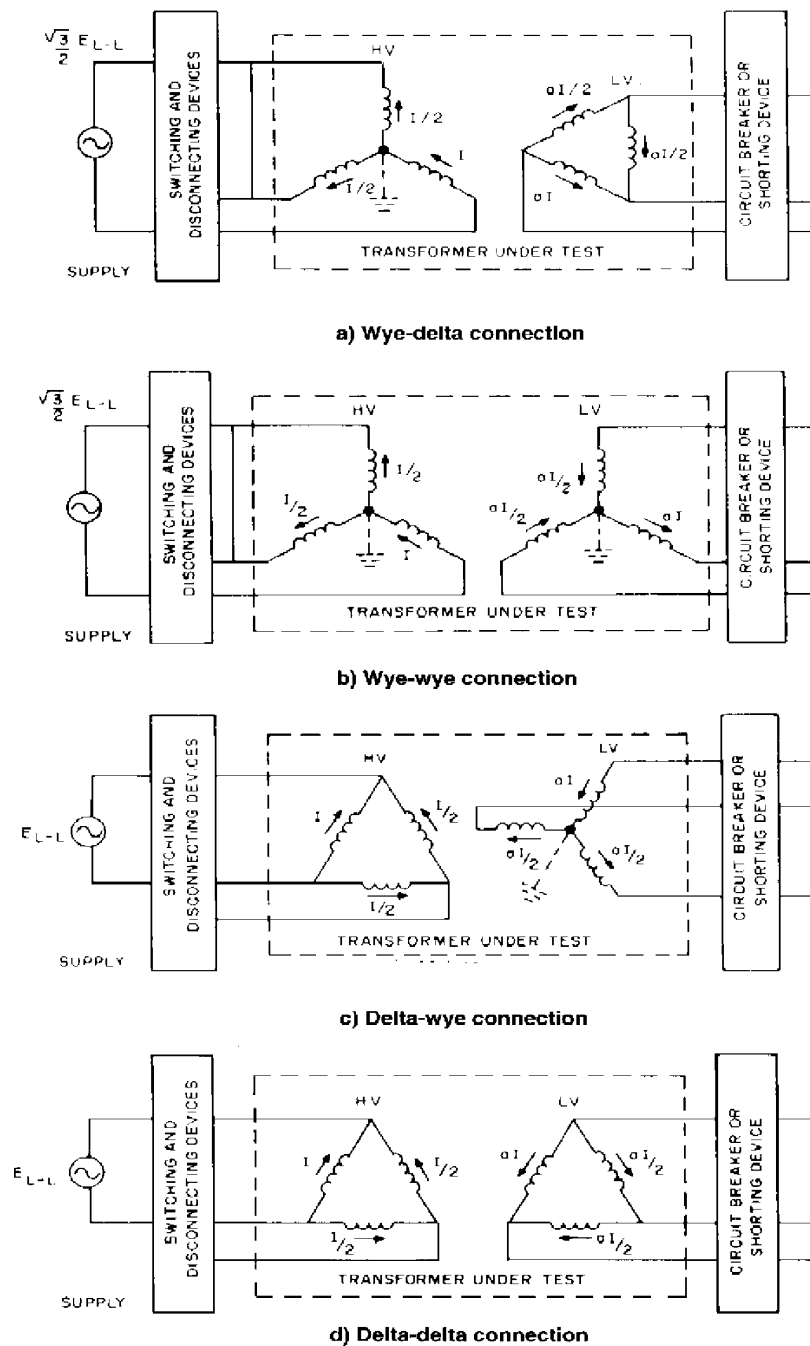 √3/2 E L-L
SWITCHING AND
DISCONNECTING DEVICES
SUPPLY
HV
I/2
I/2
I
LV
aI/2
aI/2
aI
TRANSFORMER UNDER TEST
CIRCUIT BREAKER OR
SHORTING DEVICE
a) Wye-delta connection
√3/2 E L-L
SWITCHING AND
DISCONNECTING DEVICES
SUPPLY
HV
I/2
I/2
I
LV
aI/2
aI/2
aI
TRANSFORMER UNDER TEST
CIRCUIT BREAKER OR
SHORTING DEVICE
b) Wye-wye connection
E L-L
SWITCHING AND
DISCONNECTING DEVICES
SUPPLY
HV
I
I/2
I/2
LV
aI
aI/2
aI/2
TRANSFORMER UNDER TEST
CIRCUIT BREAKER OR
SHORTING DEVICE
c) Delta-wye connection
E L-L
SWITCHING AND
DISCONNECTING DEVICES
SUPPLY
HV
I
I/2
I/2
LV
aI
aI/2
aI/2
TRANSFORMER UNDER TEST
CIRCUIT BREAKER OR
SHORTING DEVICE
d) Delta-delta connection